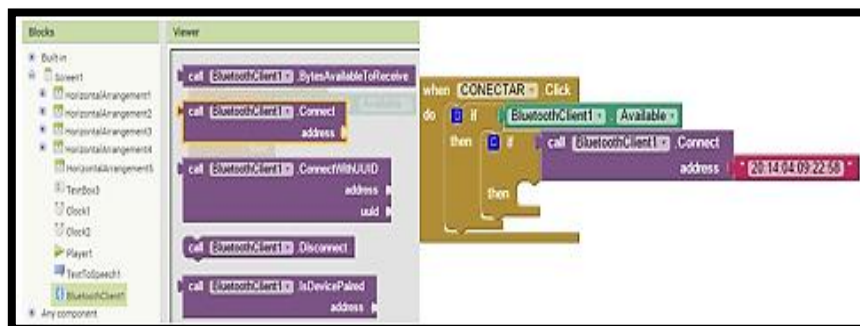 Blocks
Built-in
Screen1
HorizontalArrangement1
HorizontalArrangement2
HorizontalArrangement3
HorizontalArrangement4
HorizontalArrangement5
TextBox3
Clock1
Clock2
Player1
TextToSpeech1
BluetoothClient1
Any component
Viewer
call BluetoothClient1 .BytesAvailableToReceive
call BluetoothClient1 .Connect
address
call BluetoothClient1 .ConnectWithUUID
address
uuid
call BluetoothClient1 .Disconnect
call BluetoothClient1 .IsDevicePaired
address
when CONECTAR .Click
do if BluetoothClient1 . Available
then if call BluetoothClient1 .Connect
address " 20:14:04:09:22:58 "
then